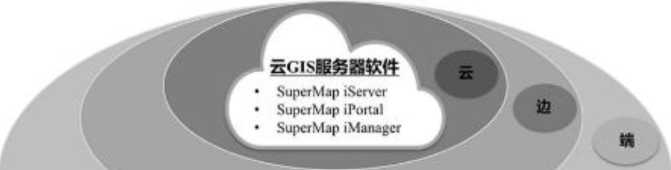 云GIS服务器软件
• SuperMap iServer
• SuperMap iPortal
• SuperMap iManager
云
边
端